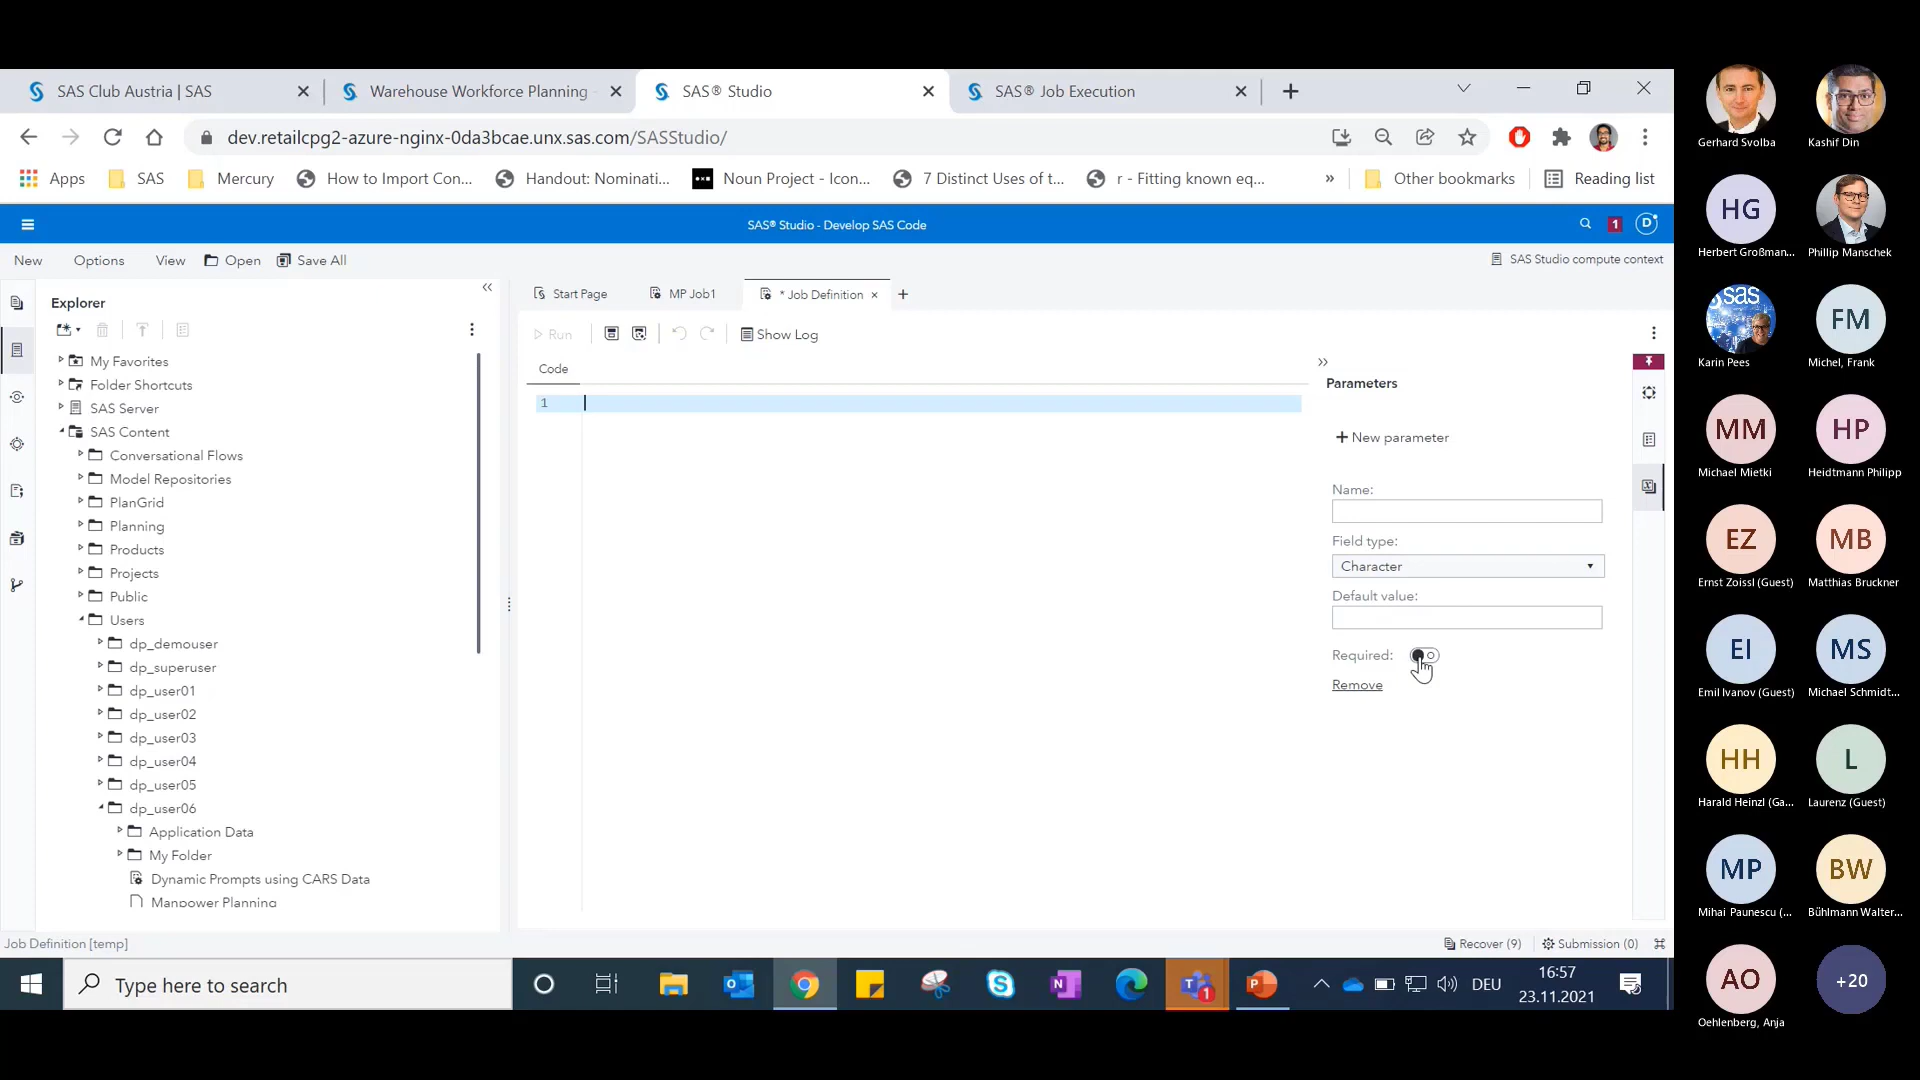 SAS Club Austria | SAS
Warehouse Workforce Planning -
SAS® Studio
SAS® Job Execution
dev.retailcpg2-azure-nginx-0da3bcae.unx.sas.com/SASStudio/
Apps
SAS
Mercury
How to Import Con...
Handout: Nominati...
Noun Project - Icon...
7 Distinct Uses of t...
r - Fitting known eq...
»
Other bookmarks
Reading list
SAS® Studio - Develop SAS Code
1
D
New
Options
View
Open
Save All
SAS Studio compute context
Explorer
My Favorites
Folder Shortcuts
SAS Server
SAS Content
Conversational Flows
Model Repositories
PlanGrid
Planning
Products
Projects
Public
Users
dp_demouser
dp_superuser
dp_user01
dp_user02
dp_user03
dp_user04
dp_user05
dp_user06
Application Data
My Folder
Dynamic Prompts using CARS Data
Manpower Planning
Start Page
MP Job1
* Job Definition
Run
Show Log
Code
1
Parameters
New parameter
Name:
Field type:
Character
Default value:
Required:
Remove
Job Definition [temp]
Recover (9)
Submission (0)
Type here to search
1
DEU
16:57
23.11.2021
Gerhard Svolba
Kashif Din
HG
Herbert Großman...
Phillip Manschek
sas
Karin Pees
FM
Michel, Frank
MM
Michael Mietki
HP
Heidtmann Philipp
EZ
Ernst Zoissl (Guest)
MB
Matthias Bruckner
EI
Emil Ivanov (Guest)
MS
Michael Schmidt...
HH
Harald Heinzl (Ga...
L
Laurenz (Guest)
MP
Mihai Paunescu (...
BW
Bühlmann Walter...
AO
Oehlenberg, Anja
+20